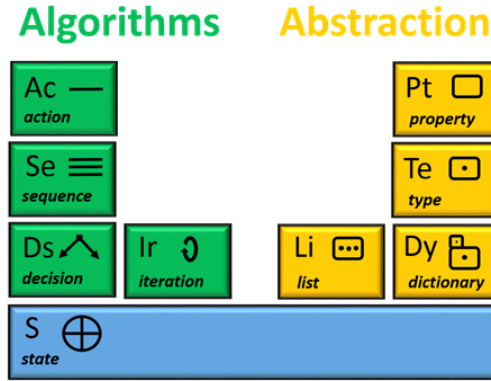 Algorithms Abstraction
Ac
action
Pt
property
Se
sequence
Te
type
Ds
decision
Ir
iteration
Li
list
Dy
dictionary
S
state